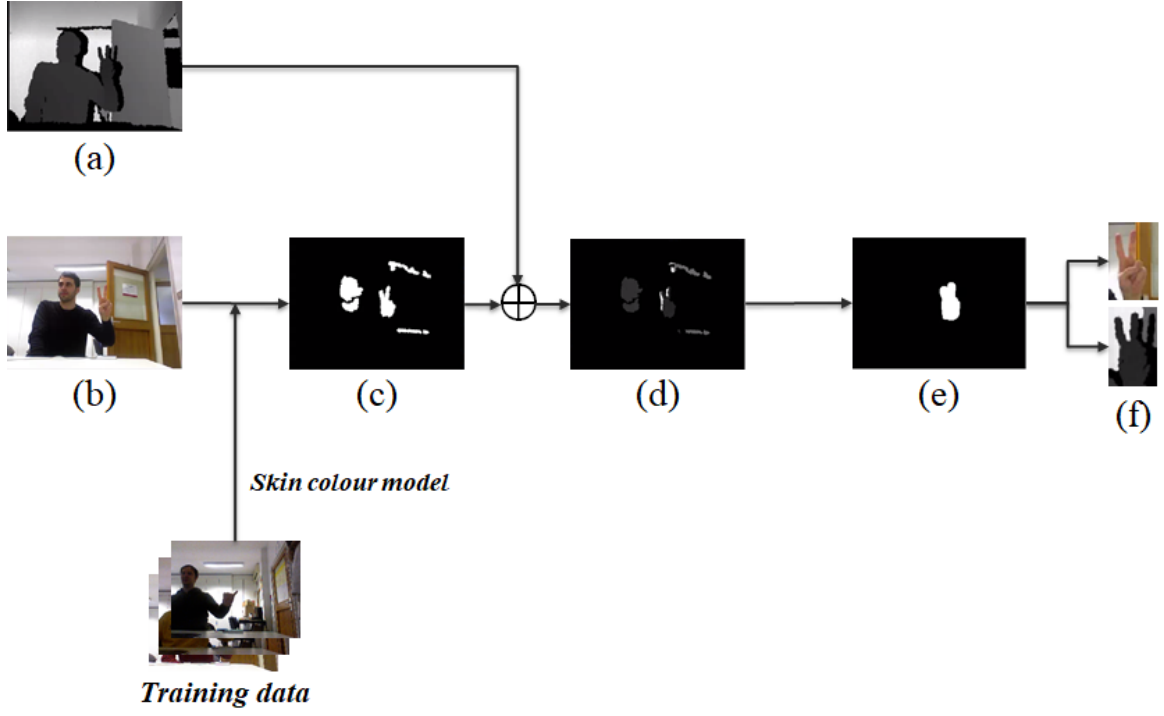 (a)
(b)
(c)
(d)
(e)
(f)
Skin colour model
Training data